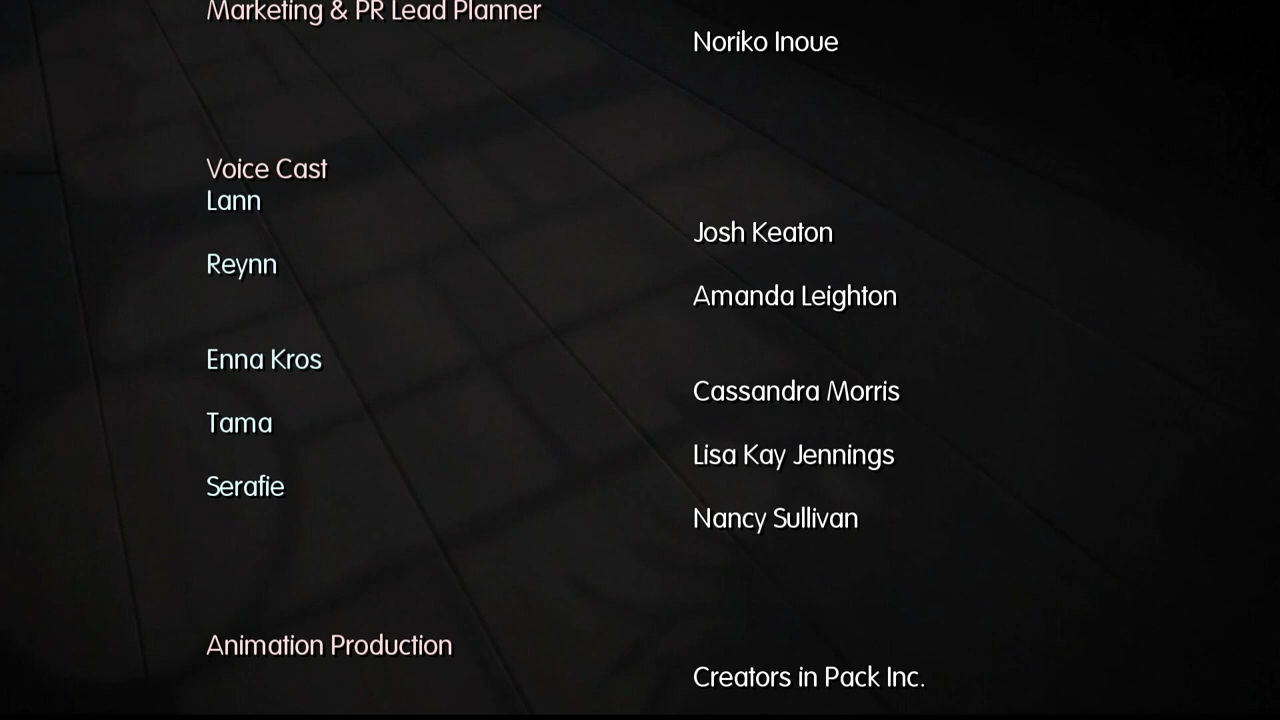 Marketing & PR Lead Planner
Noriko Inoue
Voice Cast
Lann
Josh Keaton
Reynn
Amanda Leighton
Enna Kros
Cassandra Morris
Tama
Lisa Kay Jennings
Serafie
Nancy Sullivan
Animation Production
Creators in Pack Inc.